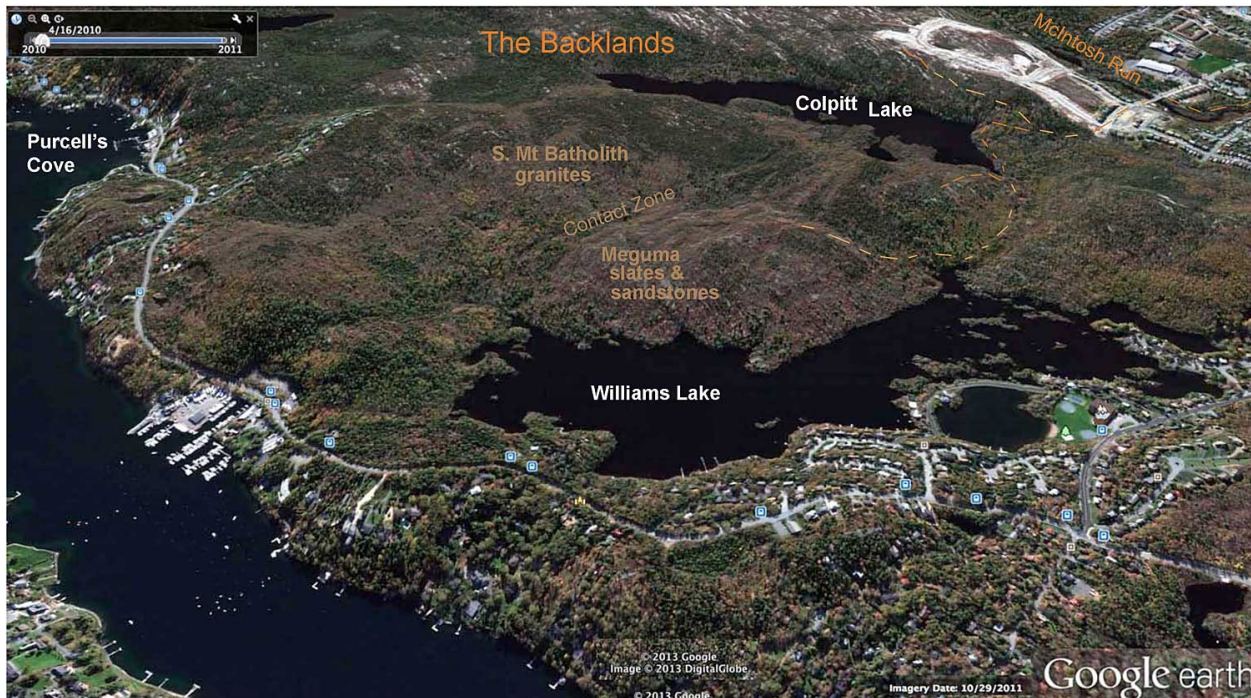 4/16/2010
2010
2011
The Backlands
McIntosh Run
Colpitt Lake
Purcell's
Cove
S. Mt Batholith
granites
Contact Zone
Meguma
slates &
sandstones
Williams Lake
© 2013 Google
Image © 2013 DigitalGlobe
© 2013 Google
Imagery Date: 10/29/2011
Google earth